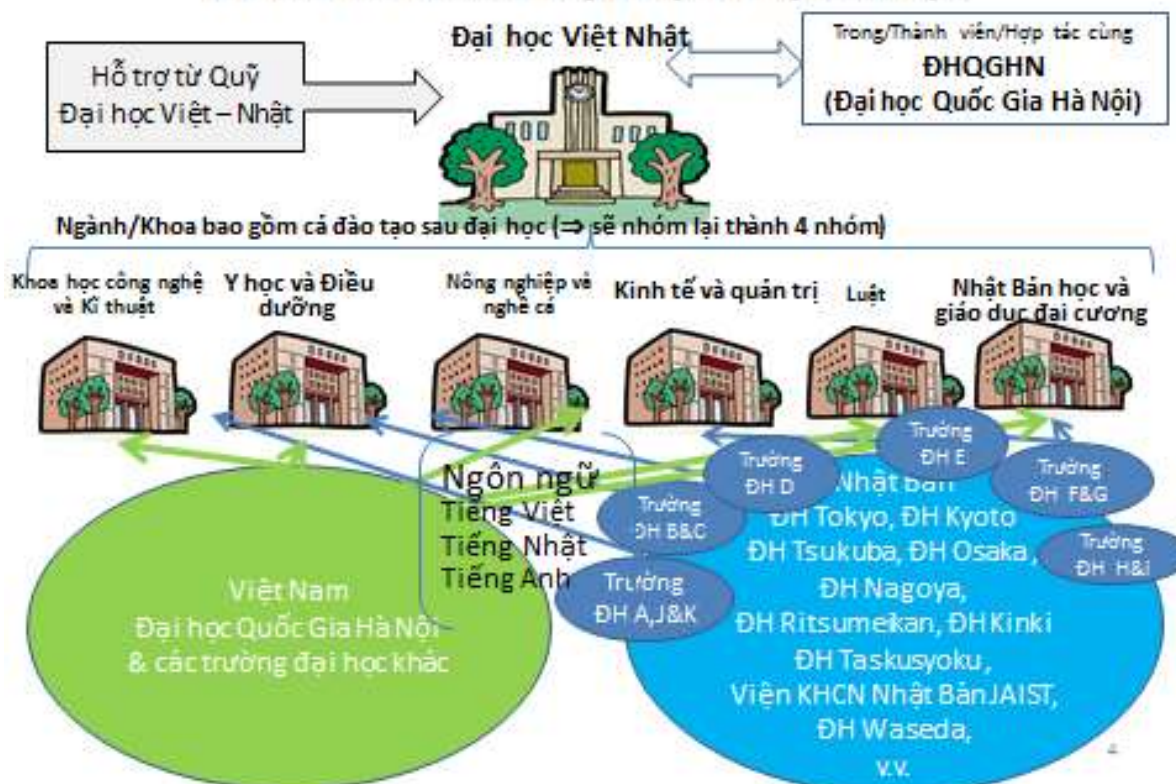 Đại học Việt Nhật
Hỗ trợ từ Quỹ
Đại học Việt – Nhật
Trong/Thành viên/Hợp tác cùng
ĐHQGHN
(Đại học Quốc Gia Hà Nội)
Ngành/Khoa bao gồm cả đào tạo sau đại học (⇒ sẽ nhóm lại thành 4 nhóm)
Khoa học công nghệ
và Kĩ thuật
Y học và Điều
dưỡng
Nông nghiệp và
nghề cá
Kinh tế và quản trị
Luật
Nhật Bản học và
giáo dục đại cương
Ngôn ngữ
Tiếng Việt
Tiếng Nhật
Tiếng Anh
Việt Nam
Đại học Quốc Gia Hà Nội
& các trường đại học khác
Trường
ĐH A,J&K
Trường
ĐH B&C
Trường
ĐH D
Trường
ĐH E
Trường
ĐH F&G
Trường
ĐH H&I
Nhật Bản
ĐH Tokyo, ĐH Kyoto
ĐH Tsukuba, ĐH Osaka ,
ĐH Nagoya,
ĐH Ritsumeikan, ĐH Kinki
ĐH Taskusyoku,
Viện KHCN Nhật BảnJAIST,
ĐH Waseda,
v.v.
4